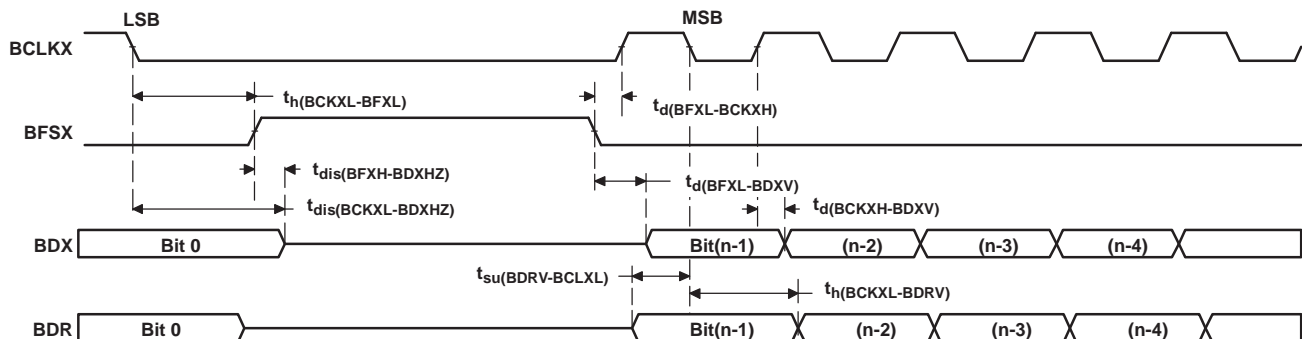 LSB MSB
BCLKX
th(BCKXL-BFXL) td(BFXL-BCKXH)
BFSX
tdis(BFXH-BDXHZ) td(BFXL-BDXV)
tdis(BCKXL-BDXHZ) td(BCKXH-BDXV)
BDX Bit 0 Bit(n-1) (n-2) (n-3) (n-4)
tsu(BDRV-BCLXL) th(BCKXL-BDRV)
BDR Bit 0 Bit(n-1) (n-2) (n-3) (n-4)